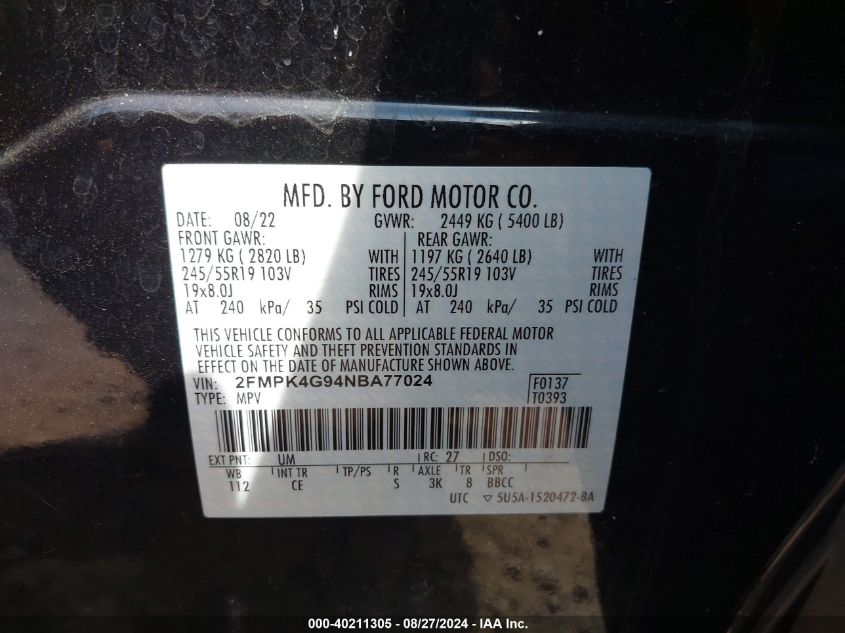 MFD. BY FORD MOTOR CO.
DATE: 08/22 GVWR: 2449 KG ( 5400 LB)
FRONT GAWR: REAR GAWR:
1279 KG ( 2820 LB) WITH 1197 KG ( 2640 LB) WITH
245/55R19 103V TIRES 245/55R19 103V TIRES
19x8.0J RIMS 19x8.0J RIMS
AT 240 kPa/ 35 PSI COLD AT 240 kPa/ 35 PSI COLD
THIS VEHICLE CONFORMS TO ALL APPLICABLE FEDERAL MOTOR
VEHICLE SAFETY AND THEFT PREVENTION STANDARDS IN
EFFECT ON THE DATE OF MANUFACTURE SHOWN ABOVE.
VIN: 2FMPK4G94NBA77024 F0137
TYPE: MPV T0393
EXT PNT: UM RC: 27 DSO:
WB INT TR TP/PS R AXLE TR SPR
112 CE S 3K 8 BBCC
UTC ▽ 5U5A-1520472-BA
000-40211305 - 08/27/2024 - IAA Inc.